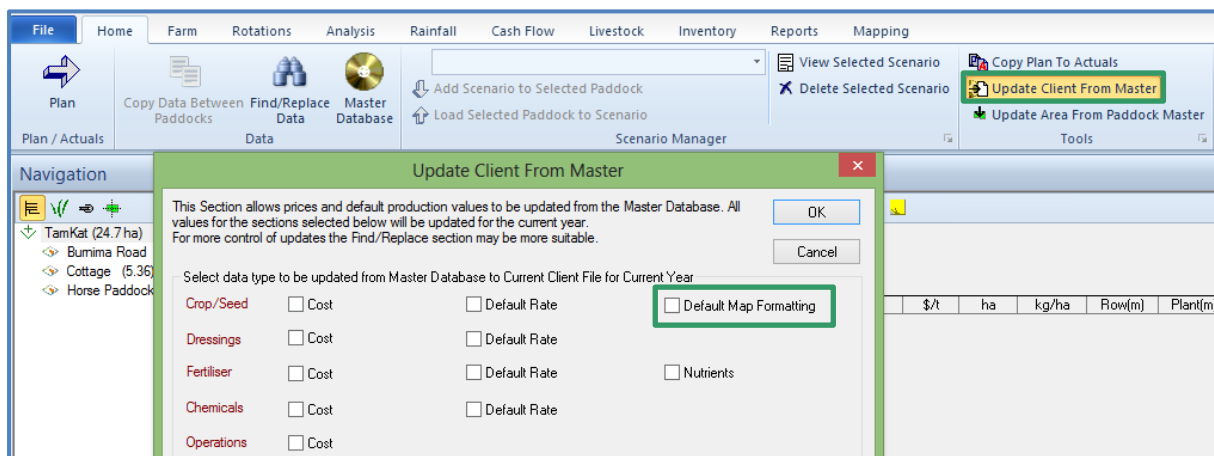 File Home Farm Rotations Analysis Rainfall Cash Flow Livestock Inventory Reports Mapping
Plan
Copy Data Between Paddocks
Find/Replace Data
Master Database
Add Scenario to Selected Paddock
Load Selected Paddock to Scenario
View Selected Scenario
Delete Selected Scenario
Copy Plan To Actuals
Update Client From Master
Update Area From Paddock Master
Plan / Actuals Data Scenario Manager Tools
Navigation
TamKat (24.7 ha)
Burnima Road
Cottage (5.36)
Horse Paddock
Update Client From Master
This Section allows prices and default production values to be updated from the Master Database. All
values for the sections selected below will be updated for the current year.
For more control of updates the Find/Replace section may be more suitable.
OK
Cancel
Select data type to be updated from Master Database to Current Client File for Current Year
Crop/Seed Cost Default Rate Default Map Formatting
Dressings Cost Default Rate
Fertiliser Cost Default Rate Nutrients
Chemicals Cost Default Rate
Operations Cost
$/t ha kg/ha Row(m) Plant(m